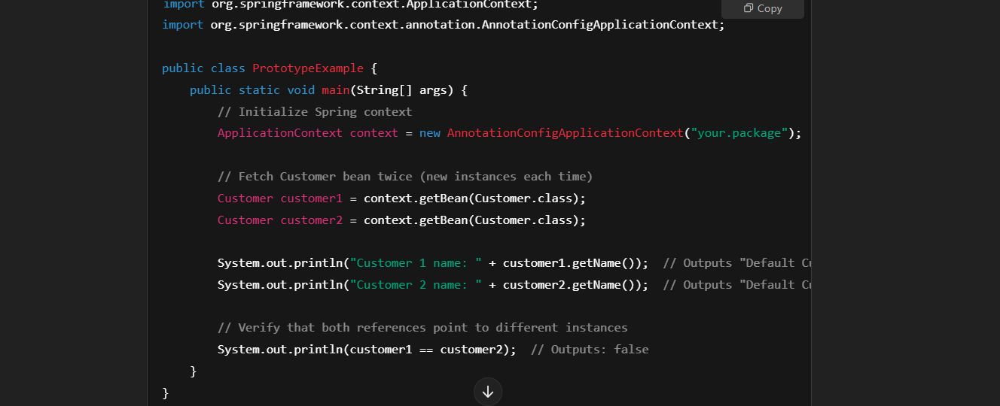 import org.springframework.context.ApplicationContext;
Copy
import org.springframework.context.annotation.AnnotationConfigApplicationContext;
public class PrototypeExample {
public static void main(String[] args) {
// Initialize Spring context
ApplicationContext context = new AnnotationConfigApplicationContext("your.package");
// Fetch Customer bean twice (new instances each time)
Customer customer1 = context.getBean(Customer.class);
Customer customer2 = context.getBean(Customer.class);
System.out.println("Customer 1 name: " + customer1.getName()); // Outputs "Default
System.out.println("Customer 2 name: " + customer2.getName()); // Outputs "Default
// Verify that both references point to different instances
System.out.println(customer1 == customer2); // Outputs: false
}
}